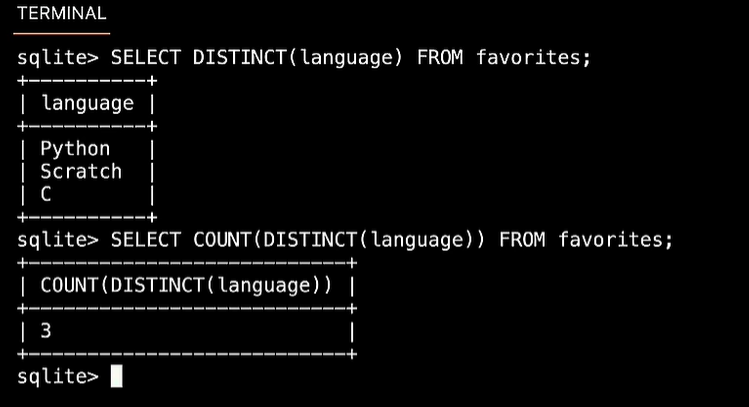 TERMINAL
sqlite> SELECT DISTINCT(language) FROM favorites;
+----------+
| language |
+----------+
| Python   |
| Scratch  |
| C        |
+----------+
sqlite> SELECT COUNT(DISTINCT(language)) FROM favorites;
+---------------------------+
| COUNT(DISTINCT(language)) |
+---------------------------+
| 3                         |
+---------------------------+
sqlite>